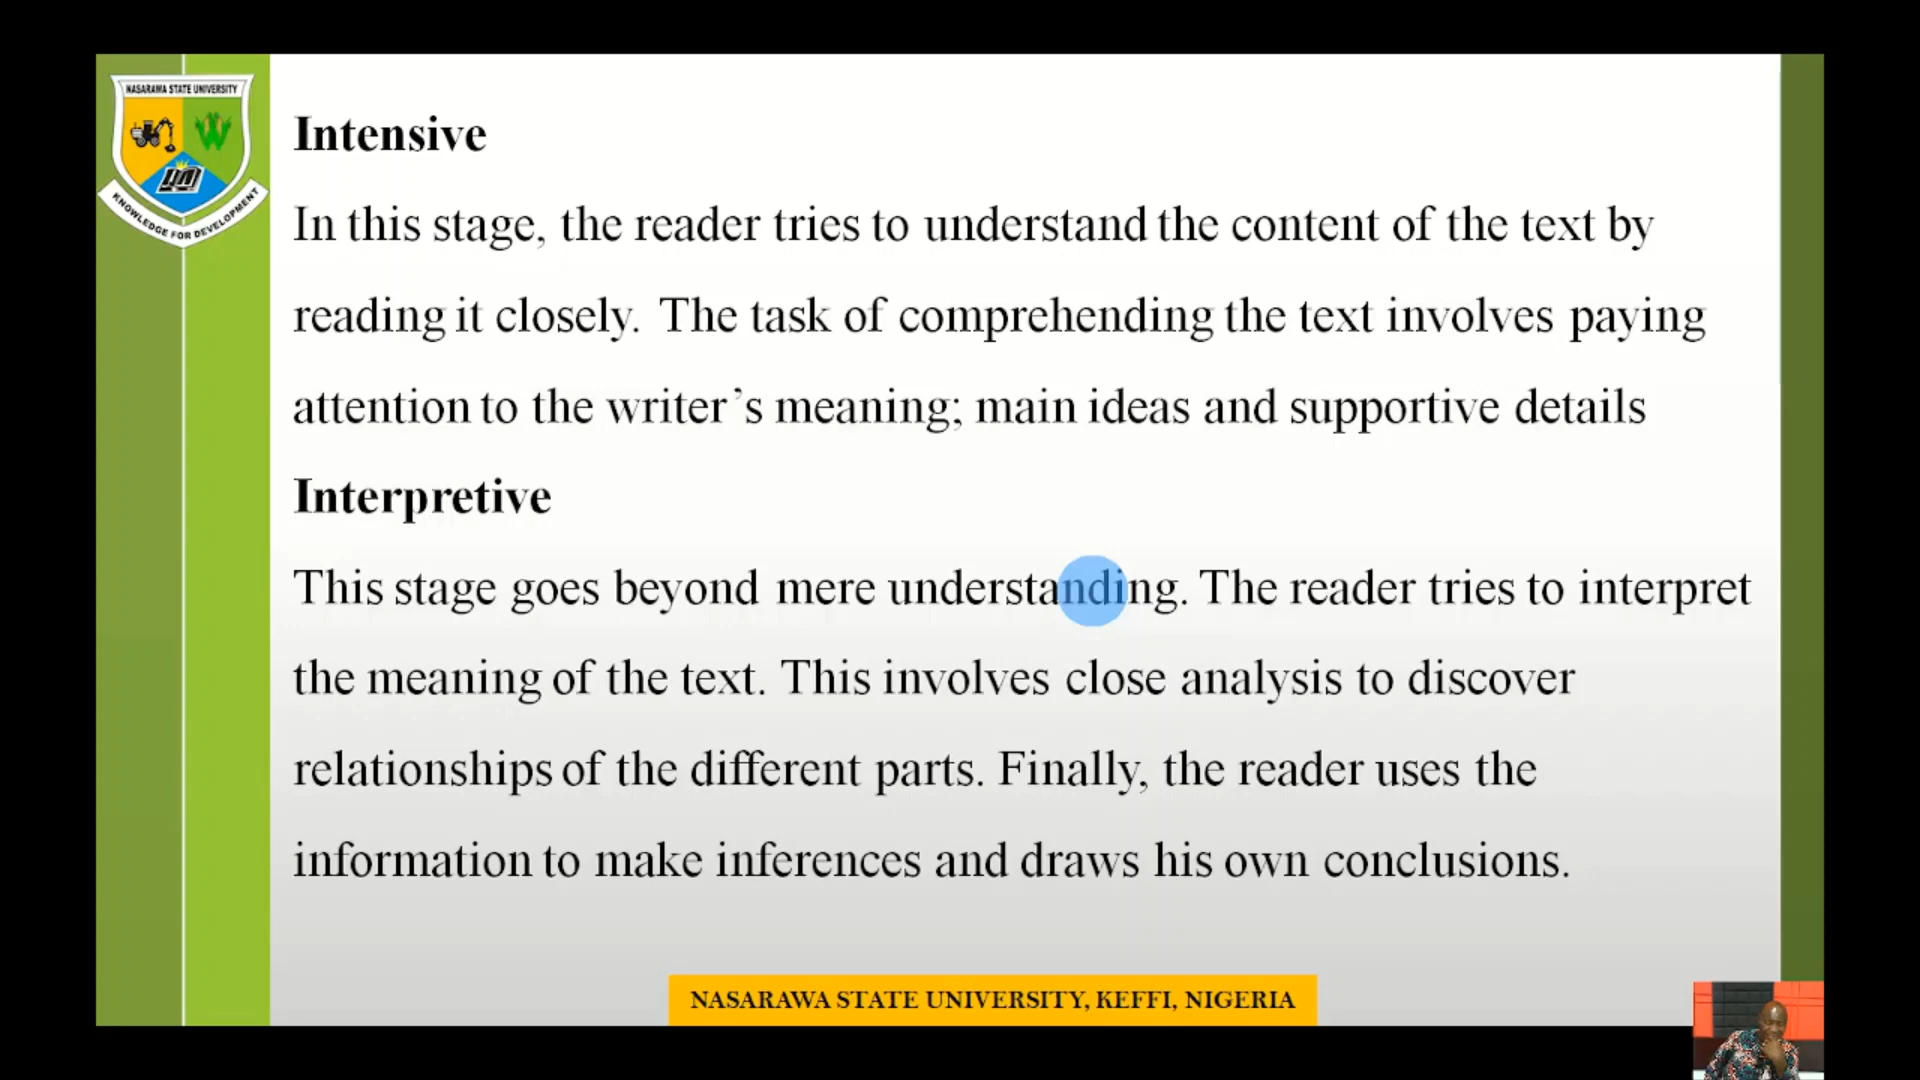 NASARAWA STATE UNIVERSITY
KNOWLEDGE FOR DEVELOPMENT
Intensive
In this stage, the reader tries to understand the content of the text by
reading it closely. The task of comprehending the text involves paying
attention to the writer’s meaning; main ideas and supportive details
Interpretive
This stage goes beyond mere understanding. The reader tries to interpret
the meaning of the text. This involves close analysis to discover
relationships of the different parts. Finally, the reader uses the
information to make inferences and draws his own conclusions.
NASARAWA STATE UNIVERSITY, KEFFI, NIGERIA